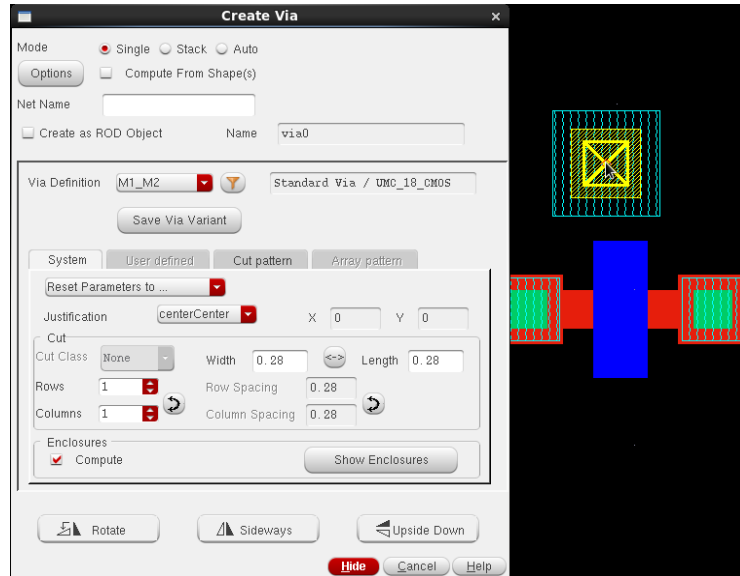 Create Via
Mode Single Stack Auto
Options Compute From Shape(s)
Net Name
Create as ROD Object Name via0
Via Definition M1_M2 Standard Via / UMC_18_CMOS
Save Via Variant
System User defined Cut pattern Array pattern
Reset Parameters to ...
Justification centerCenter X 0 Y 0
Cut
Cut Class None Width 0.28 <-> Length 0.28
Rows 1 Row Spacing 0.28
Columns 1 Column Spacing 0.28
Enclosures
Compute Show Enclosures
Rotate Sideways Upside Down
Hide Cancel Help